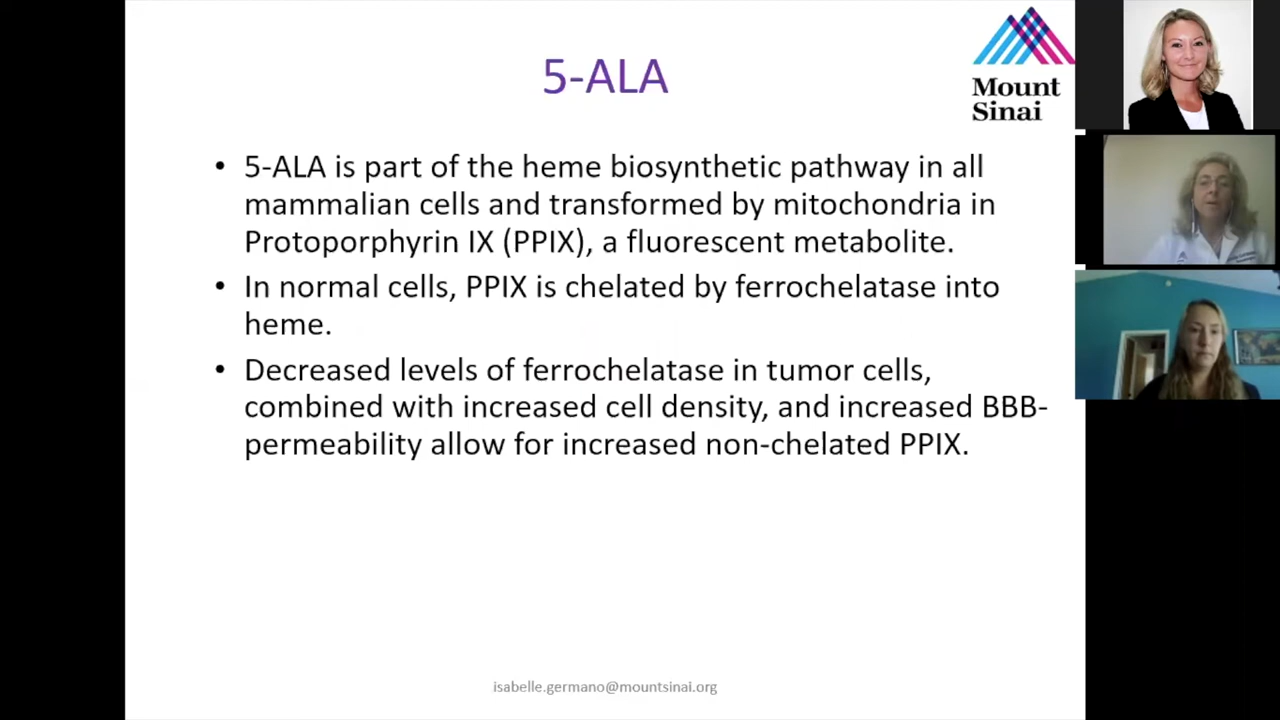 5-ALA
Mount
Sinai
• 5-ALA is part of the heme biosynthetic pathway in all
mammalian cells and transformed by mitochondria in
Protoporphyrin IX (PPIX), a fluorescent metabolite.
• In normal cells, PPIX is chelated by ferrochelatase into
heme.
• Decreased levels of ferrochelatase in tumor cells,
combined with increased cell density, and increased BBB-
permeability allow for increased non-chelated PPIX.
isabelle.germano@mountsinai.org